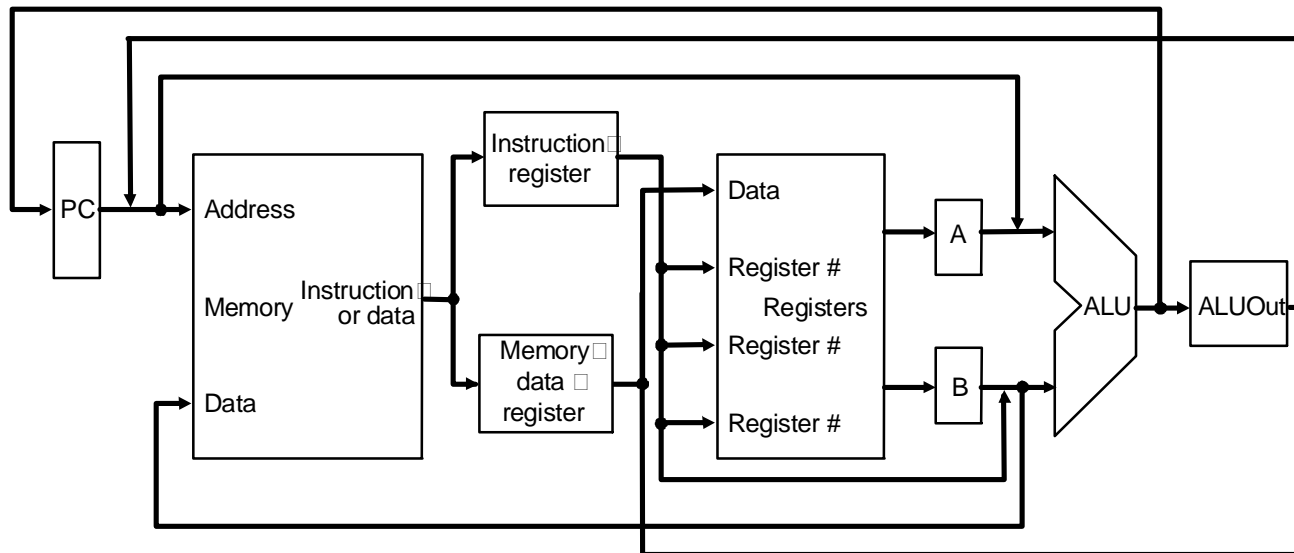 PC
Address
Memory
Instruction
or data
Data
Instruction
register
Memory
data
register
Data
Register #
Registers
Register #
Register #
A
B
ALU
ALUOut